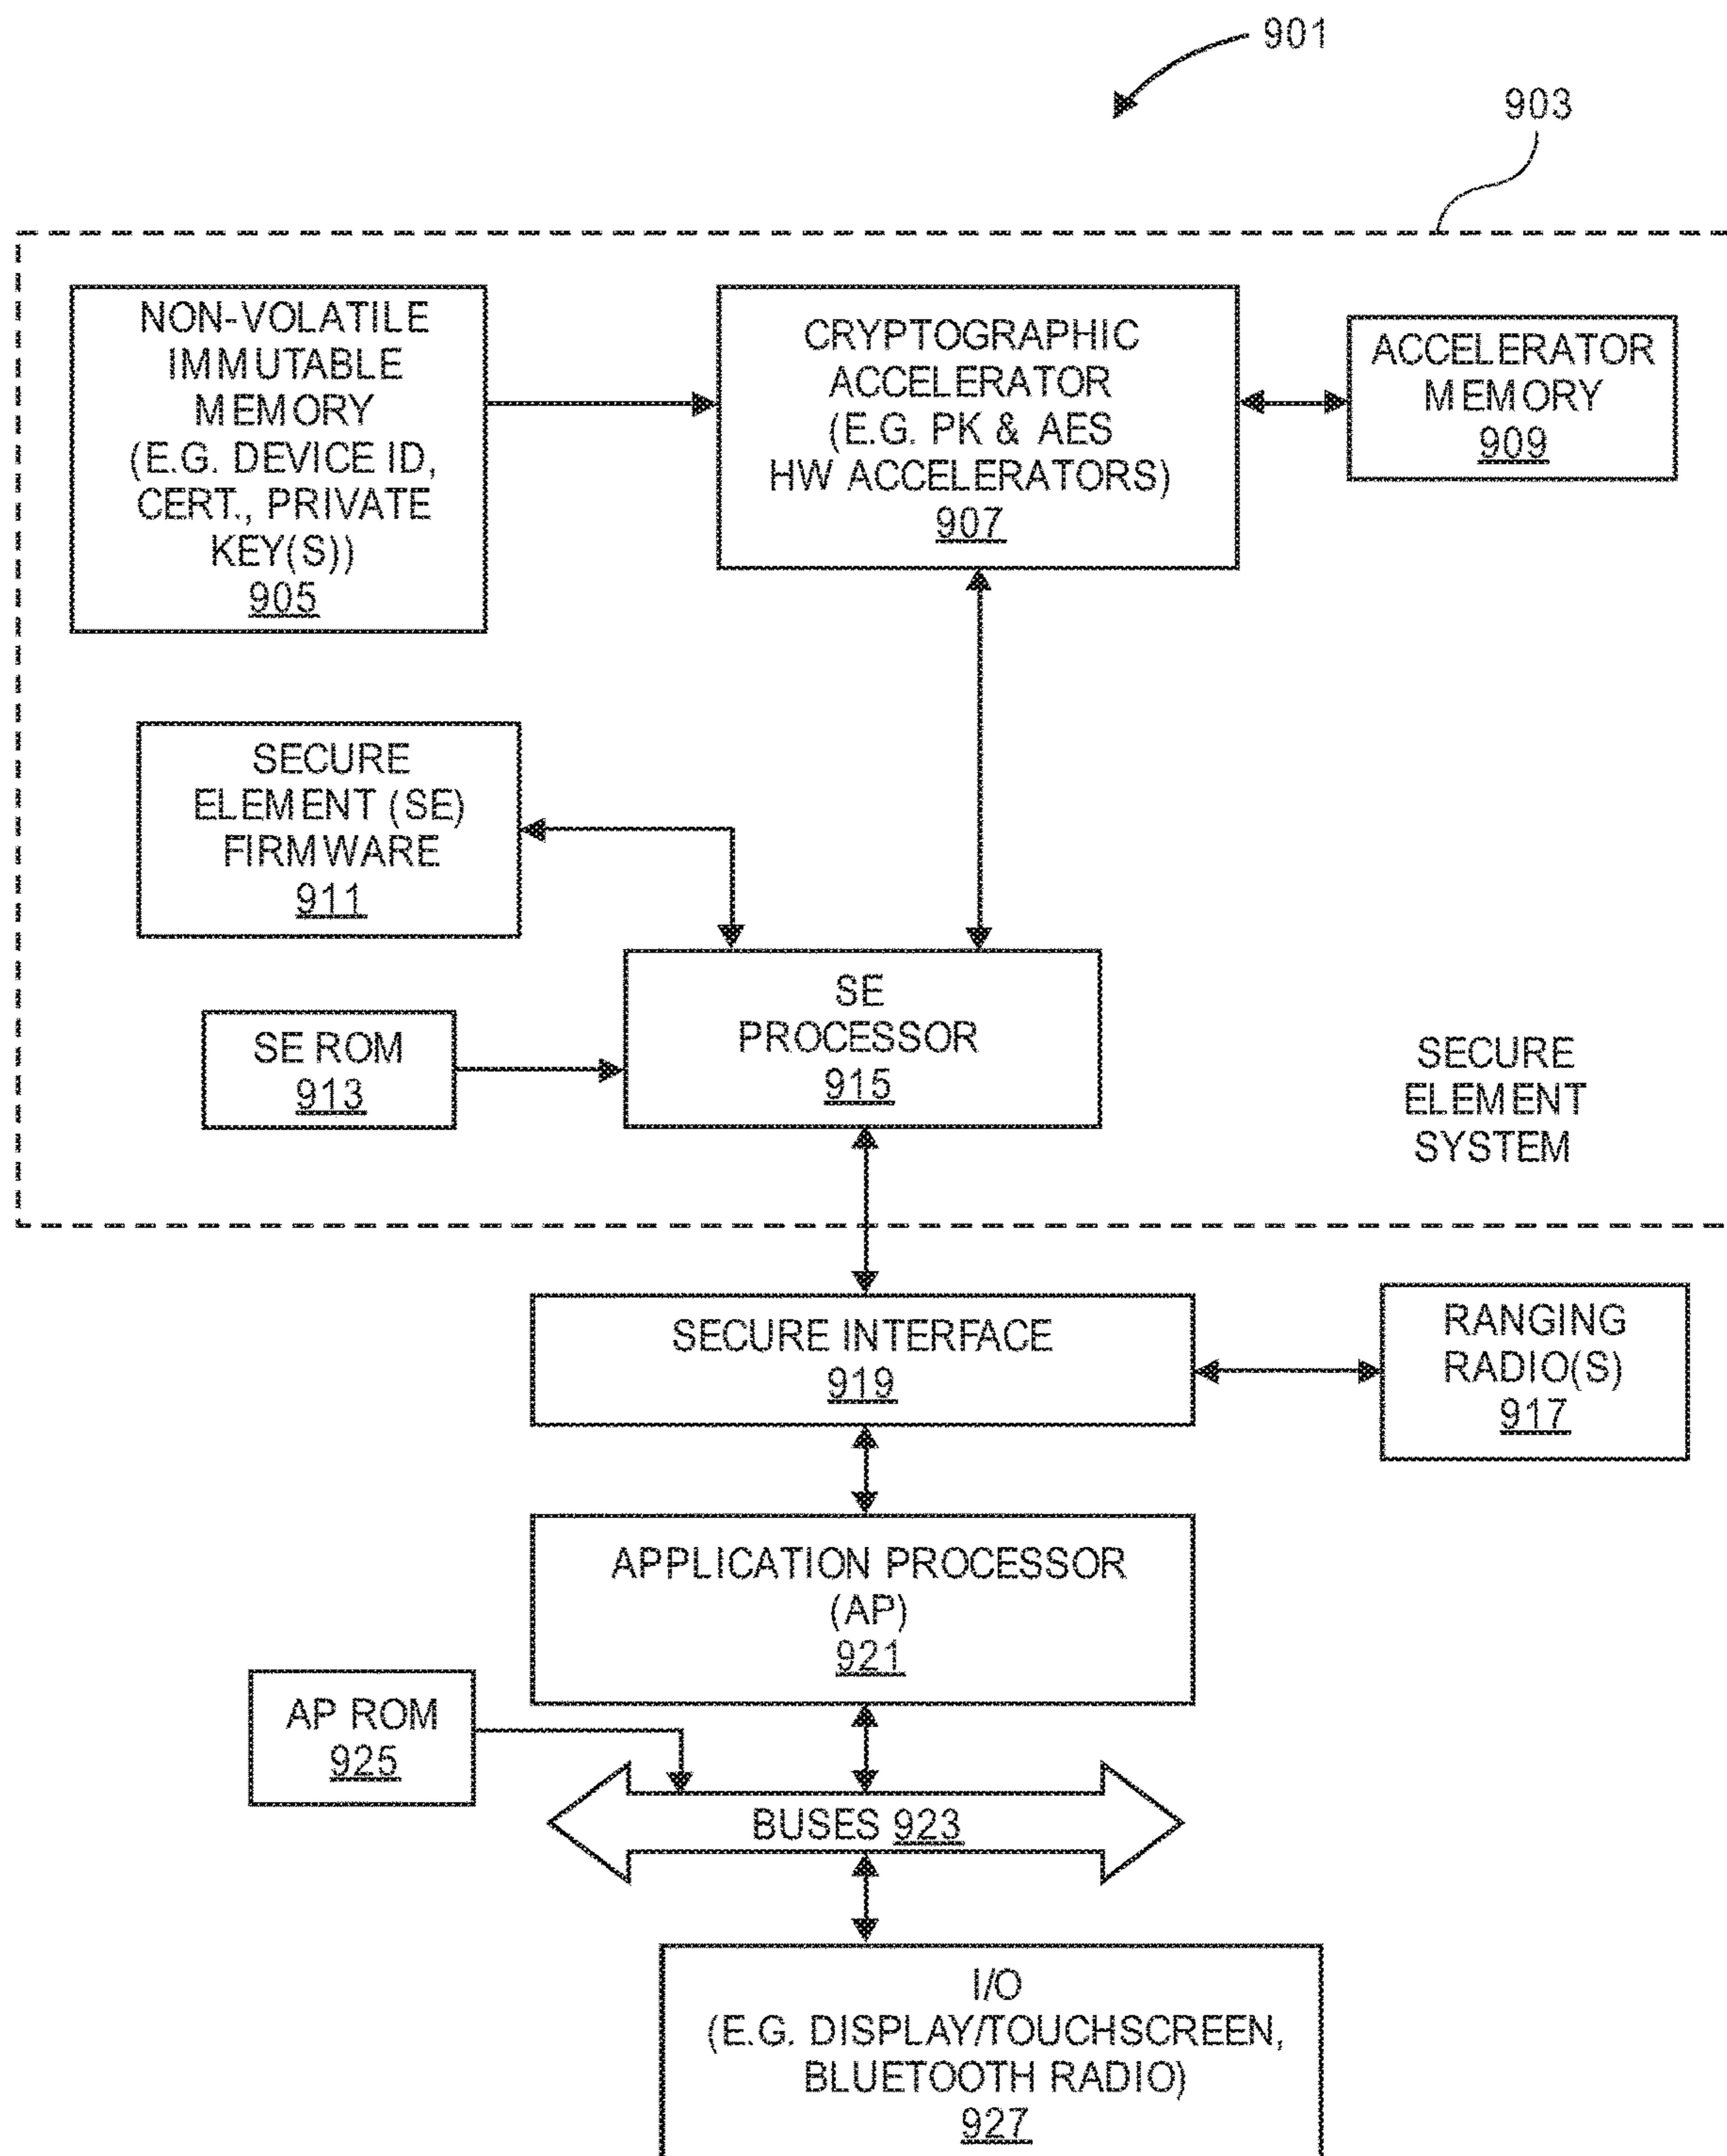 901
903
NON-VOLATILE
IMMUTABLE
MEMORY
(E.G. DEVICE ID,
CERT., PRIVATE
KEY(S))
905
CRYPTOGRAPHIC
ACCELERATOR
(E.G. PK & AES
HW ACCELERATORS)
907
ACCELERATOR
MEMORY
909
SECURE
ELEMENT (SE)
FIRMWARE
911
SE ROM
913
SE
PROCESSOR
915
SECURE
ELEMENT
SYSTEM
SECURE INTERFACE
919
RANGING
RADIO(S)
917
APPLICATION PROCESSOR
(AP)
921
AP ROM
925
BUSES 923
I/O
(E.G. DISPLAY/TOUCHSCREEN,
BLUETOOTH RADIO)
927